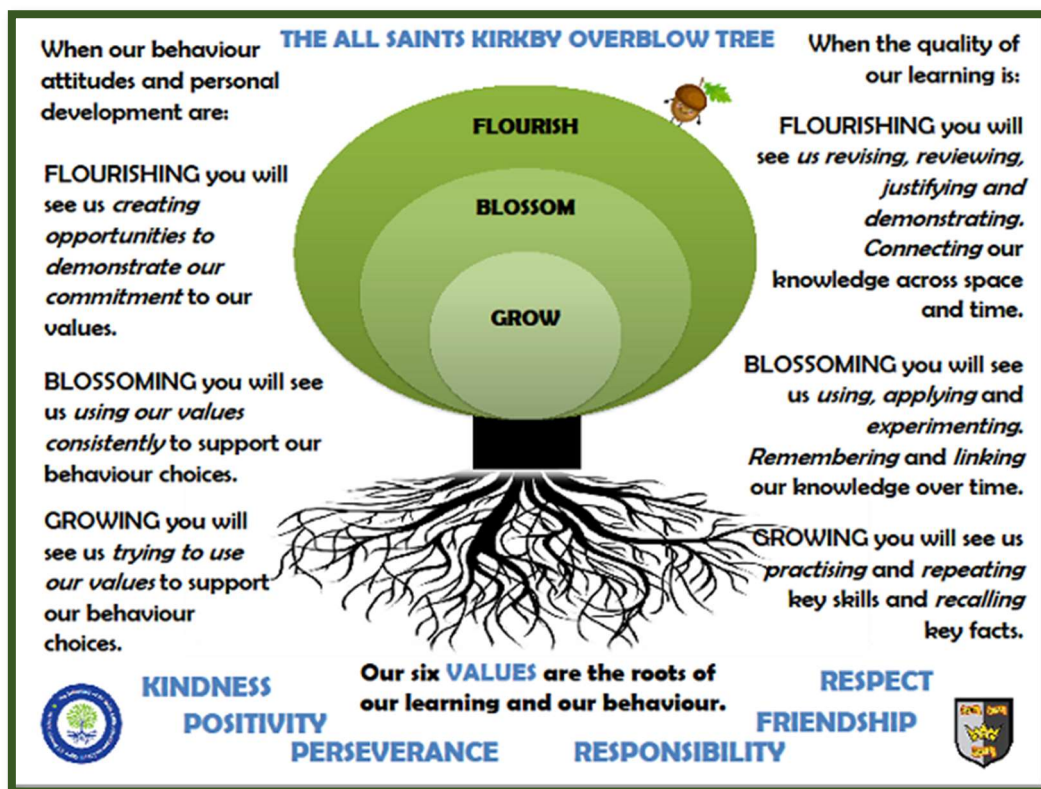 THE ALL SAINTS KIRKBY OVERBLOW TREE
When our behaviour
attitudes and personal
development are:
FLOURISHING you will
see us creating
opportunities to
demonstrate our
commitment to our
values.
BLOSSOMING you will see
us using our values
consistently to support our
behaviour choices.
GROWING you will
see us trying to use
our values to support
our behaviour
choices.
FLOURISH
BLOSSOM
GROW
When the quality of
our learning is:
FLOURISHING you will
see us revising, reviewing,
justifying and
demonstrating.
Connecting our
knowledge across space
and time.
BLOSSOMING you will see
us using, applying and
experimenting.
Remembering and linking
our knowledge over time.
GROWING you will see us
practising and repeating
key skills and recalling
key facts.
Our six VALUES are the roots of
our learning and our behaviour.
KINDNESS
POSITIVITY
PERSEVERANCE
RESPONSIBILITY
FRIENDSHIP
RESPECT